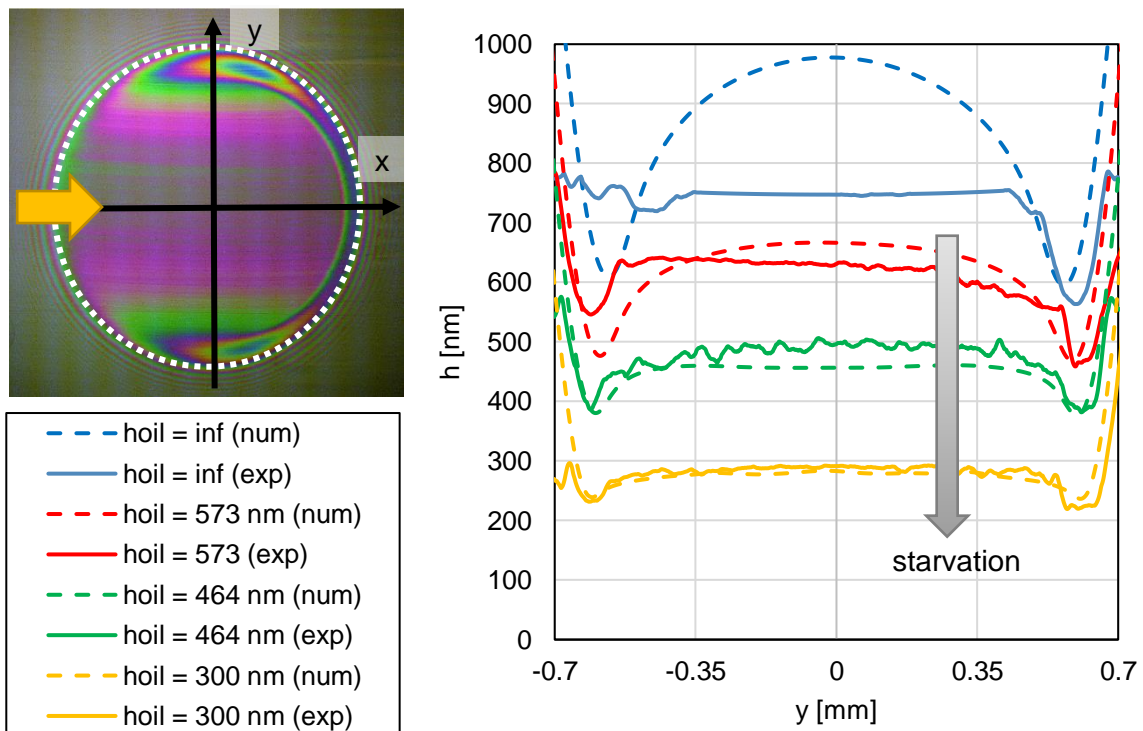 y
x
hoil = inf (num)
hoil = inf (exp)
hoil = 573 nm (num)
hoil = 573 (exp)
hoil = 464 nm (num)
hoil = 464 nm (exp)
hoil = 300 nm (num)
hoil = 300 nm (exp)
h [nm]
1000
900
800
700
600
500
400
300
200
100
0
starvation
-0.7
-0.35
0
0.35
0.7
y [mm]